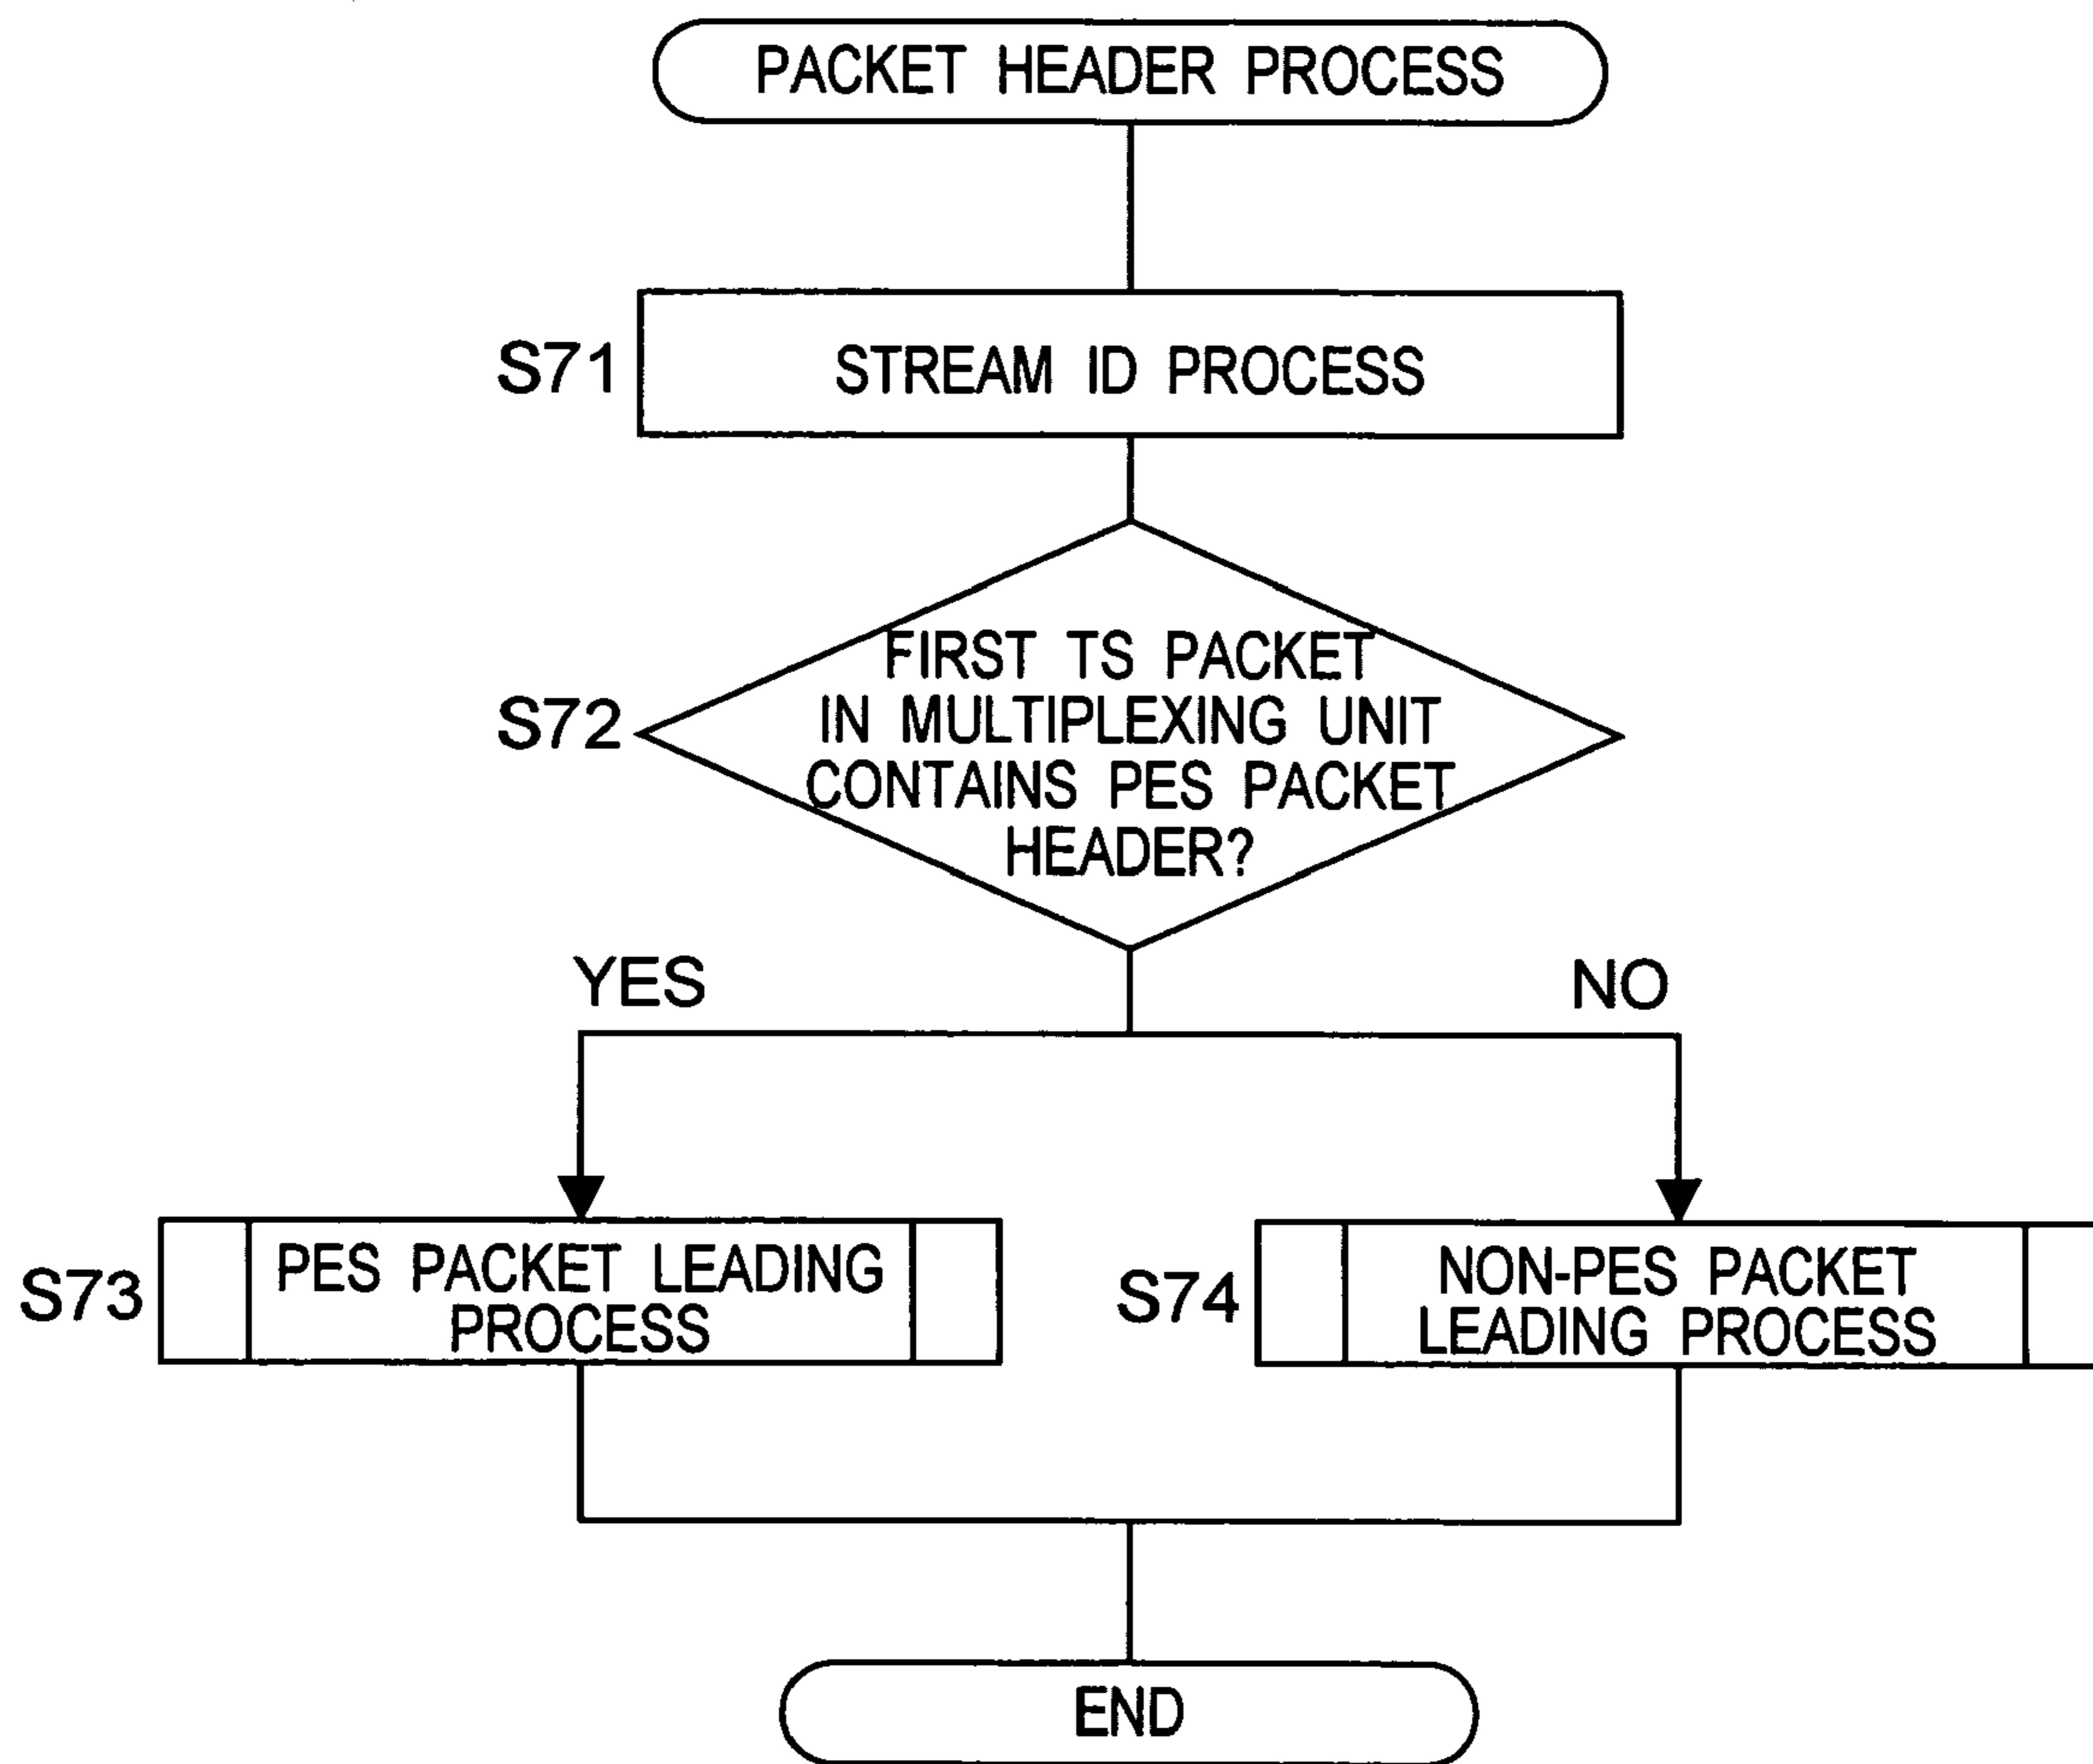 PACKET HEADER PROCESS
S71
STREAM ID PROCESS
S72
FIRST TS PACKET
IN MULTIPLEXING UNIT
CONTAINS PES PACKET
HEADER?
YES
NO
S73
PES PACKET LEADING
PROCESS
S74
NON-PES PACKET
LEADING PROCESS
END